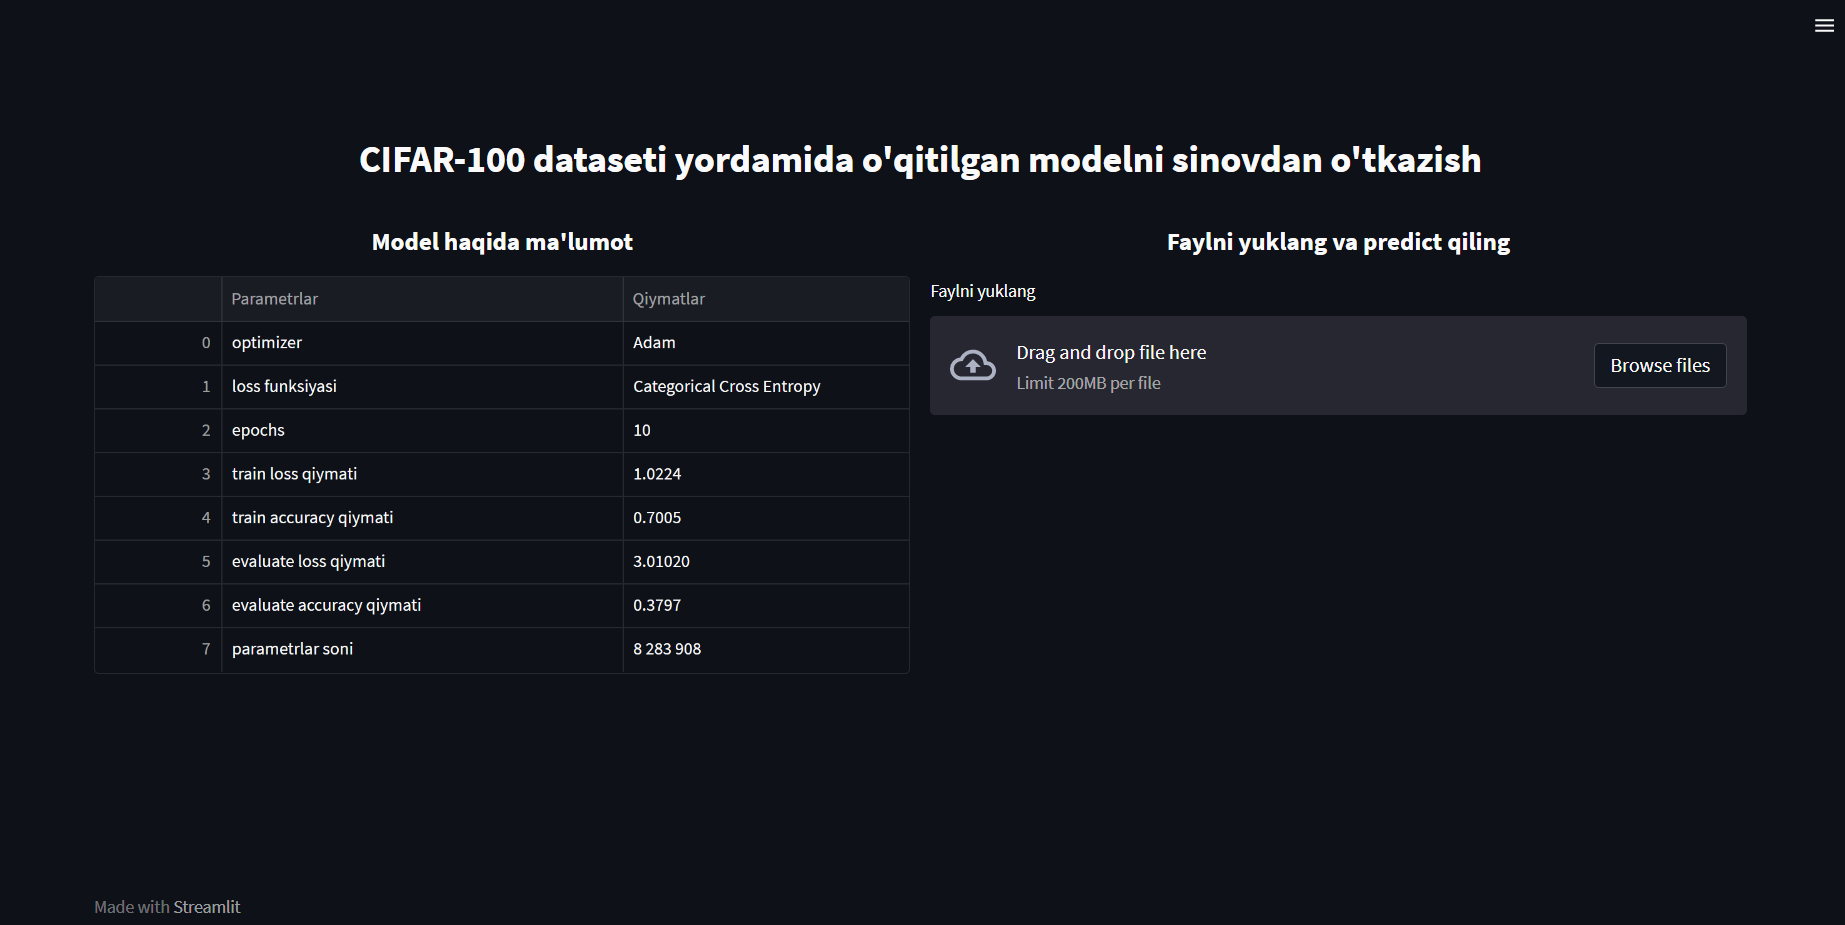 CIFAR-100 dataseti yordamida o'qitilgan modelni sinovdan o'tkazish
Model haqida ma'lumot
Parametrlar Qiymatlar
0 optimizer Adam
1 loss funksiyasi Categorical Cross Entropy
2 epochs 10
3 train loss qiymati 1.0224
4 train accuracy qiymati 0.7005
5 evaluate loss qiymati 3.01020
6 evaluate accuracy qiymati 0.3797
7 parametrlar soni 8 283 908
Faylni yuklang va predict qiling
Faylni yuklang
Drag and drop file here
Limit 200MB per file
Browse files
Made with Streamlit